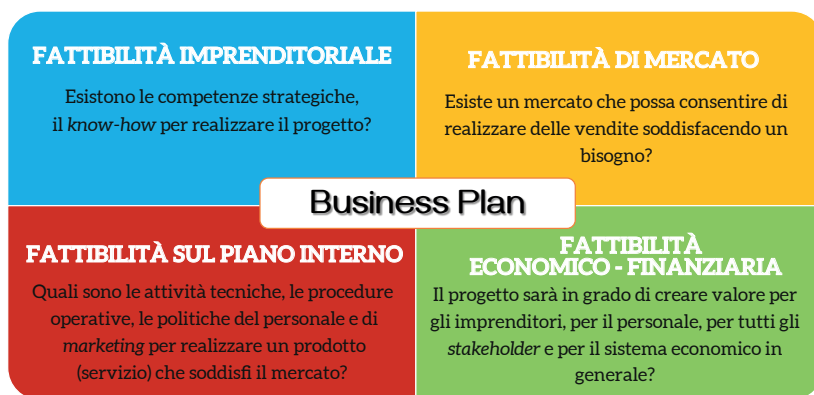 FATTIBILITÀ IMPRENDITORIALE
Esistono le competenze strategiche,
il know-how per realizzare il progetto?
FATTIBILITÀ DI MERCATO
Esiste un mercato che possa consentire di
realizzare delle vendite soddisfacendo un
bisogno?
Business Plan
FATTIBILITÀ SUL PIANO INTERNO
Quali sono le attività tecniche, le procedure
operative, le politiche del personale e di
marketing per realizzare un prodotto
(servizio) che soddisfi il mercato?
FATTIBILITÀ
ECONOMICO - FINANZIARIA
Il progetto sarà in grado di creare valore per
gli imprenditori, per il personale, per tutti gli
stakeholder e per il sistema economico in
generale?